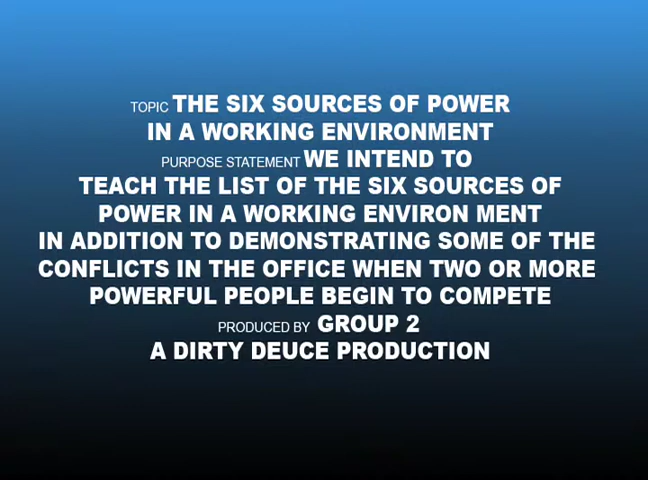 TOPIC THE SIX SOURCES OF POWER
IN A WORKING ENVIRONMENT
PURPOSE STATEMENT WE INTEND TO
TEACH THE LIST OF THE SIX SOURCES OF
POWER IN A WORKING ENVIRON MENT
IN ADDITION TO DEMONSTRATING SOME OF THE
CONFLICTS IN THE OFFICE WHEN TWO OR MORE
POWERFUL PEOPLE BEGIN TO COMPETE
PRODUCED BY GROUP 2
A DIRTY DEUCE PRODUCTION